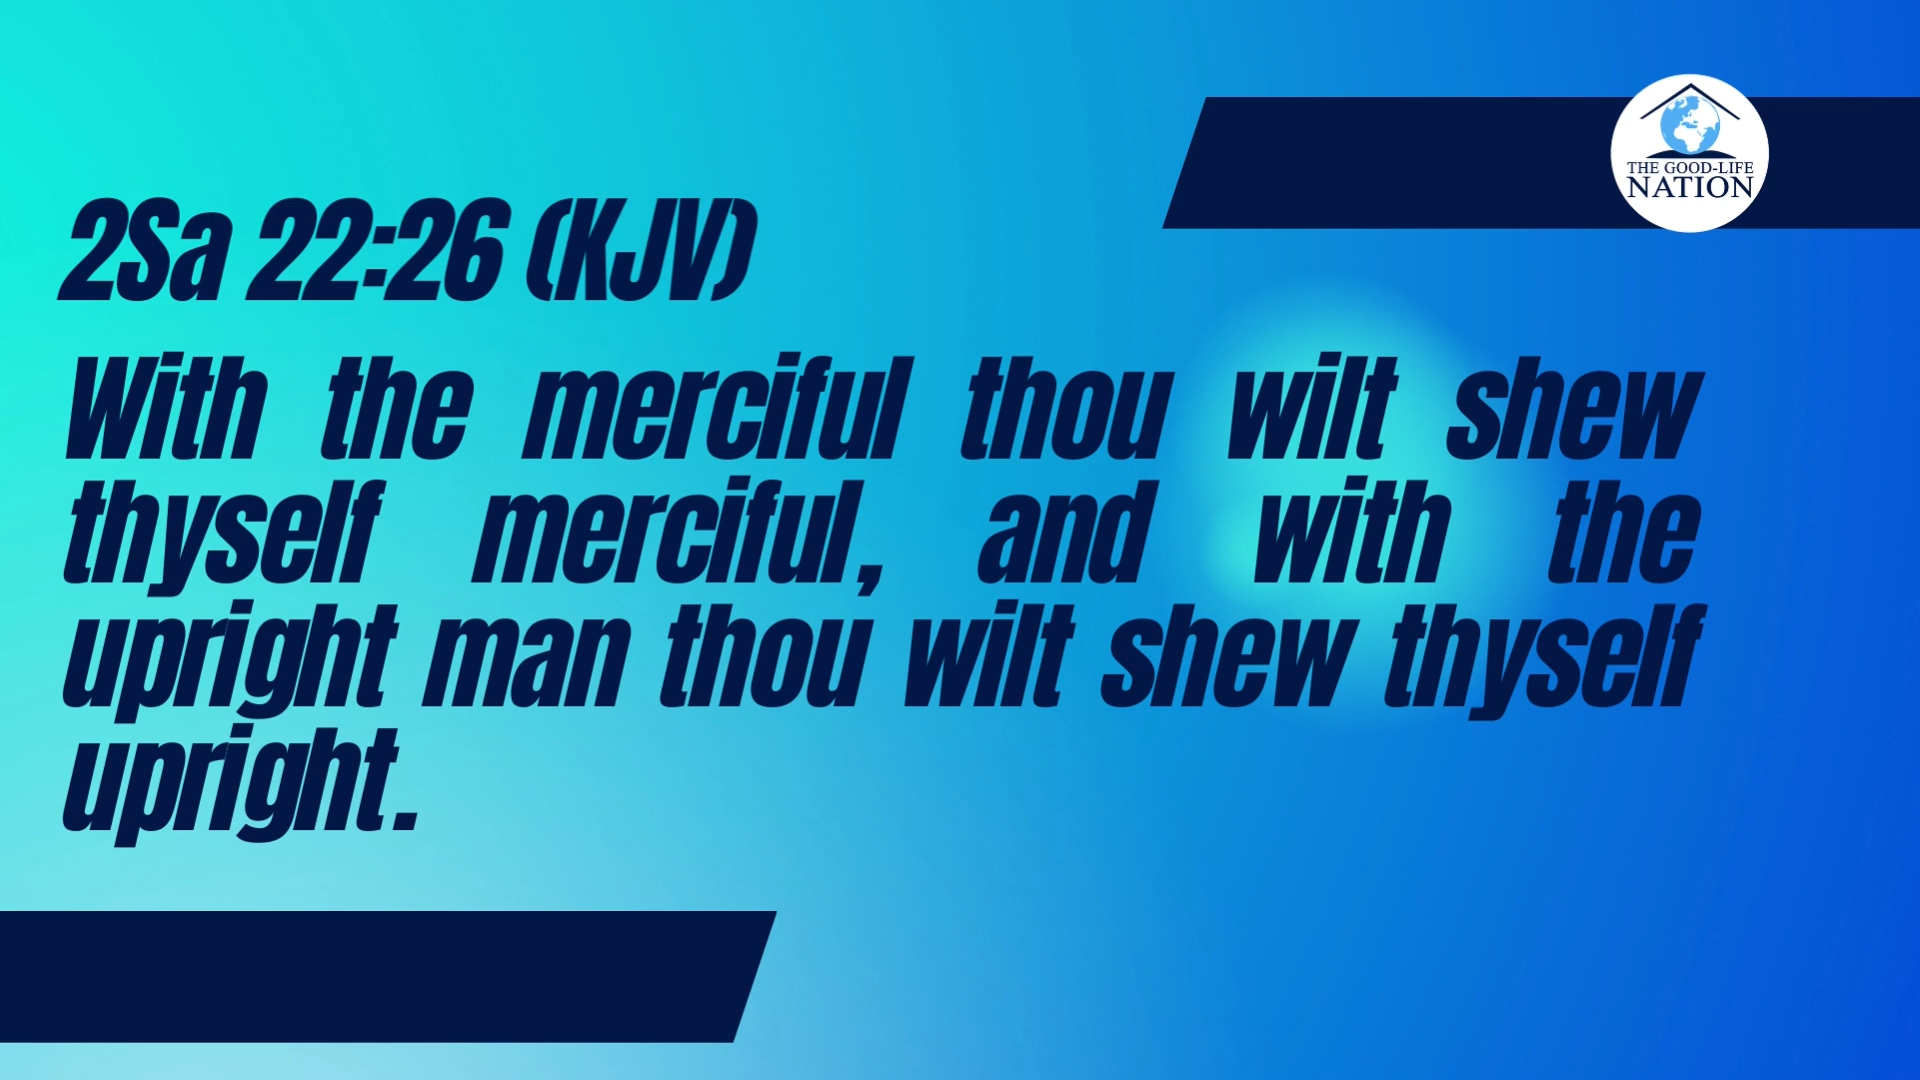 THE GOOD-LIFE
NATION
2Sa 22:26 (KJV)
With the merciful thou wilt shew
thyself merciful, and with the
upright man thou wilt shew thyself
upright.